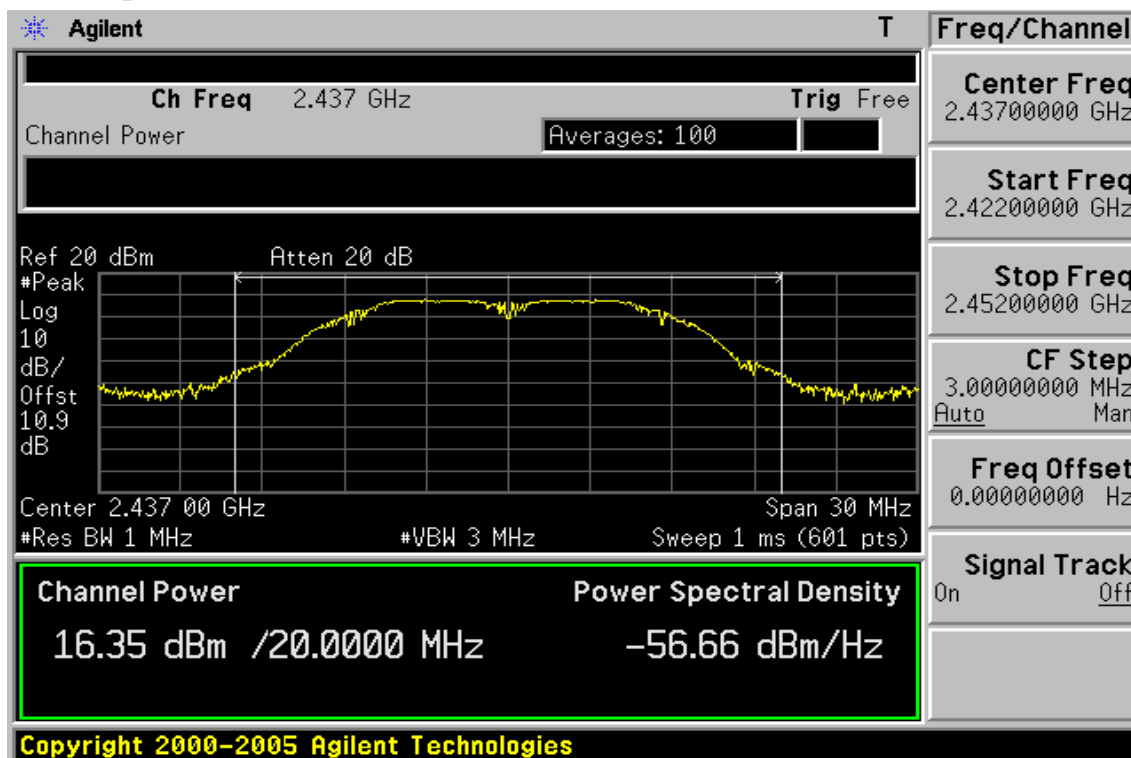 Agilent T
Ch Freq 2.437 GHz Trig Free
Channel Power Averages: 100
Ref 20 dBm Atten 20 dB
#Peak
Log
10
dB/
Offst
10.9
dB
Center 2.437 00 GHz Span 30 MHz
#Res BW 1 MHz #VBW 3 MHz Sweep 1 ms (601 pts)
Channel Power Power Spectral Density
16.35 dBm /20.0000 MHz -56.66 dBm/Hz
Copyright 2000-2005 Agilent Technologies
Freq/Channel
Center Freq
2.43700000 GHz
Start Freq
2.42200000 GHz
Stop Freq
2.45200000 GHz
CF Step
3.00000000 MHz
Auto Man
Freq Offset
0.00000000 Hz
Signal Track
On Off